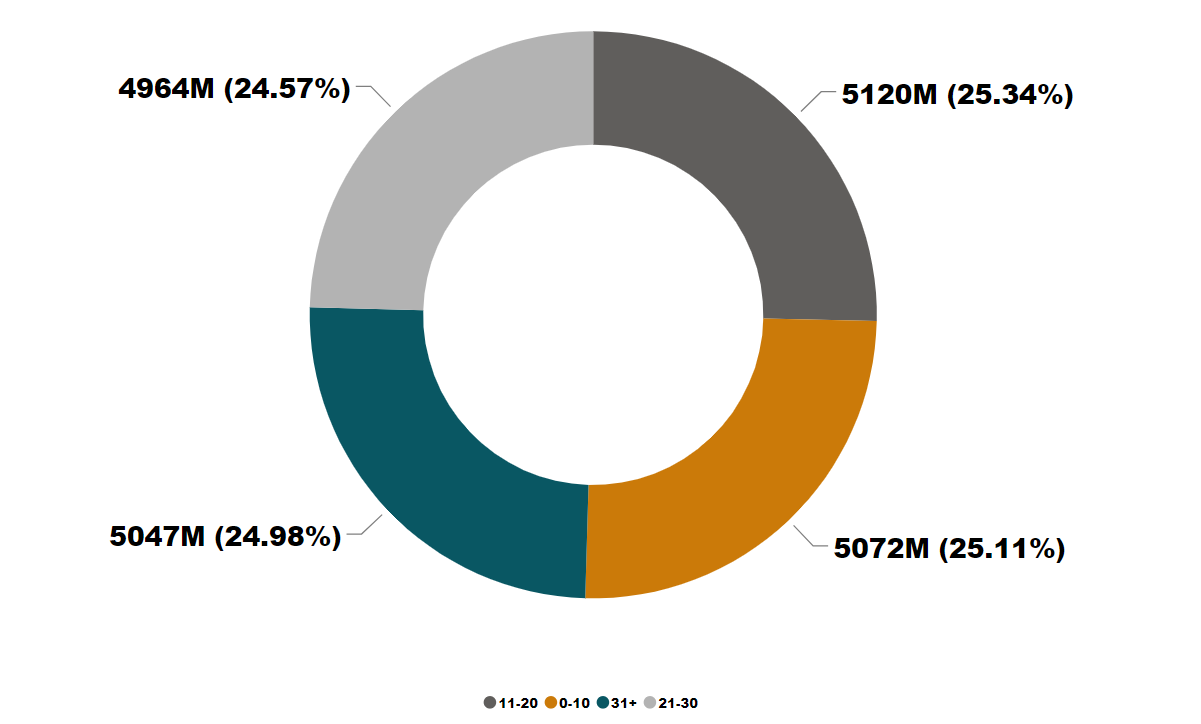 4964M (24.57%)
5120M (25.34%)
5047M (24.98%)
5072M (25.11%)
11-20 0-10 31+ 21-30